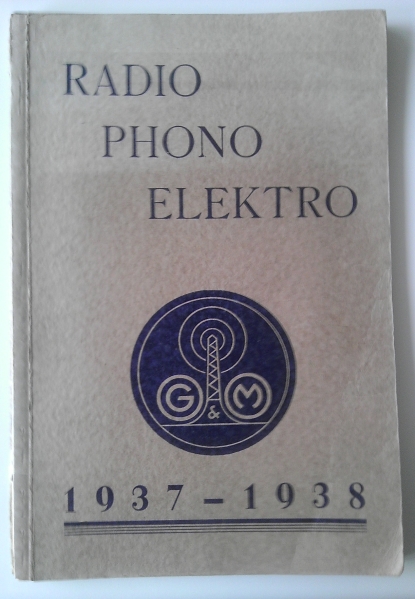 RADIO
PHONO
ELEKTRO
G & M
1937-1938